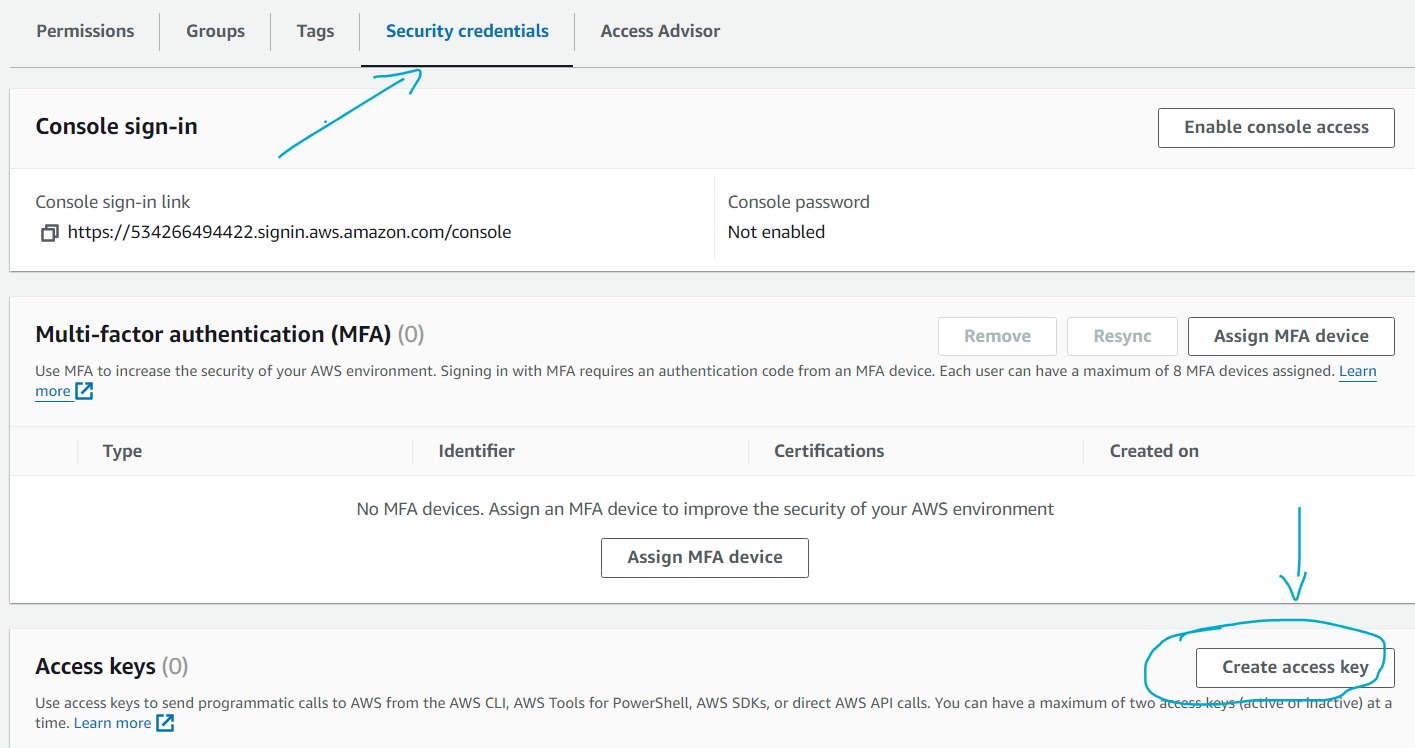 Permissions Groups Tags Security credentials Access Advisor
Console sign-in Enable console access
Console sign-in link Console password
https://534266494422.signin.aws.amazon.com/console Not enabled
Multi-factor authentication (MFA) (0) Remove Resync Assign MFA device
Use MFA to increase the security of your AWS environment. Signing in with MFA requires an authentication code from an MFA device. Each user can have a maximum of 8 MFA devices assigned. Learn
more
Type Identifier Certifications Created on
No MFA devices. Assign an MFA device to improve the security of your AWS environment
Assign MFA device
Access keys (0) Create access key
Use access keys to send programmatic calls to AWS from the AWS CLI, AWS Tools for PowerShell, AWS SDKs, or direct AWS API calls. You can have a maximum of two access keys (active or inactive) at a
time. Learn more